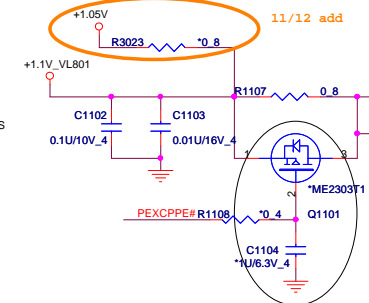 +1.05V
11/12 add
R3023
*0_8
+1.1V_VL801
R1107
0_8
C1102
C1103
S
0.1U/10V_4
0.01U/16V_4
1
3
*ME2303T1
2
PEXCPPE#
R1108
*0_4
Q1101
C1104
*1U/6.3V_4